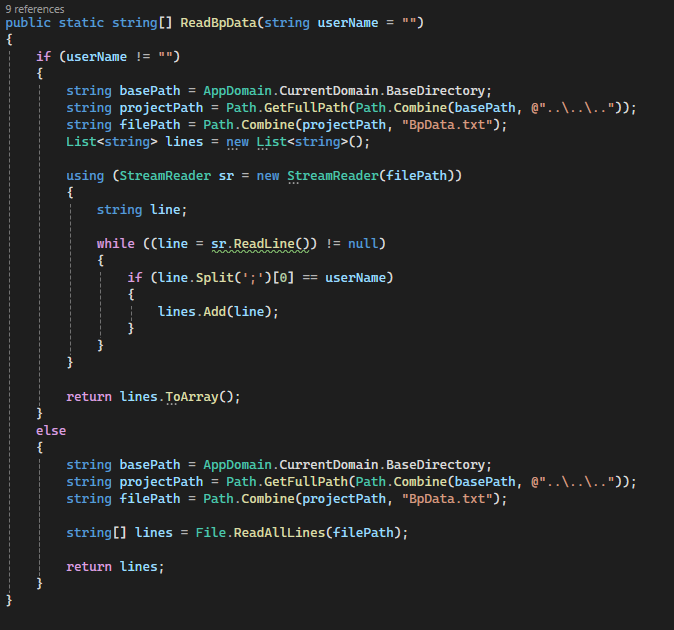 9 references
public static string[] ReadBpData(string userName = "")
{
    if (userName != "")
    {
        string basePath = AppDomain.CurrentDomain.BaseDirectory;
        string projectPath = Path.GetFullPath(Path.Combine(basePath, @"..\..\.."));
        string filePath = Path.Combine(projectPath, "BpData.txt");
        List<string> lines = new List<string>();

        using (StreamReader sr = new StreamReader(filePath))
        {
            string line;

            while ((line = sr.ReadLine()) != null)
            {
                if (line.Split(';')[0] == userName)
                {
                    lines.Add(line);
                }
            }
        }

        return lines.ToArray();
    }
    else
    {
        string basePath = AppDomain.CurrentDomain.BaseDirectory;
        string projectPath = Path.GetFullPath(Path.Combine(basePath, @"..\..\.."));
        string filePath = Path.Combine(projectPath, "BpData.txt");

        string[] lines = File.ReadAllLines(filePath);

        return lines;
    }
}